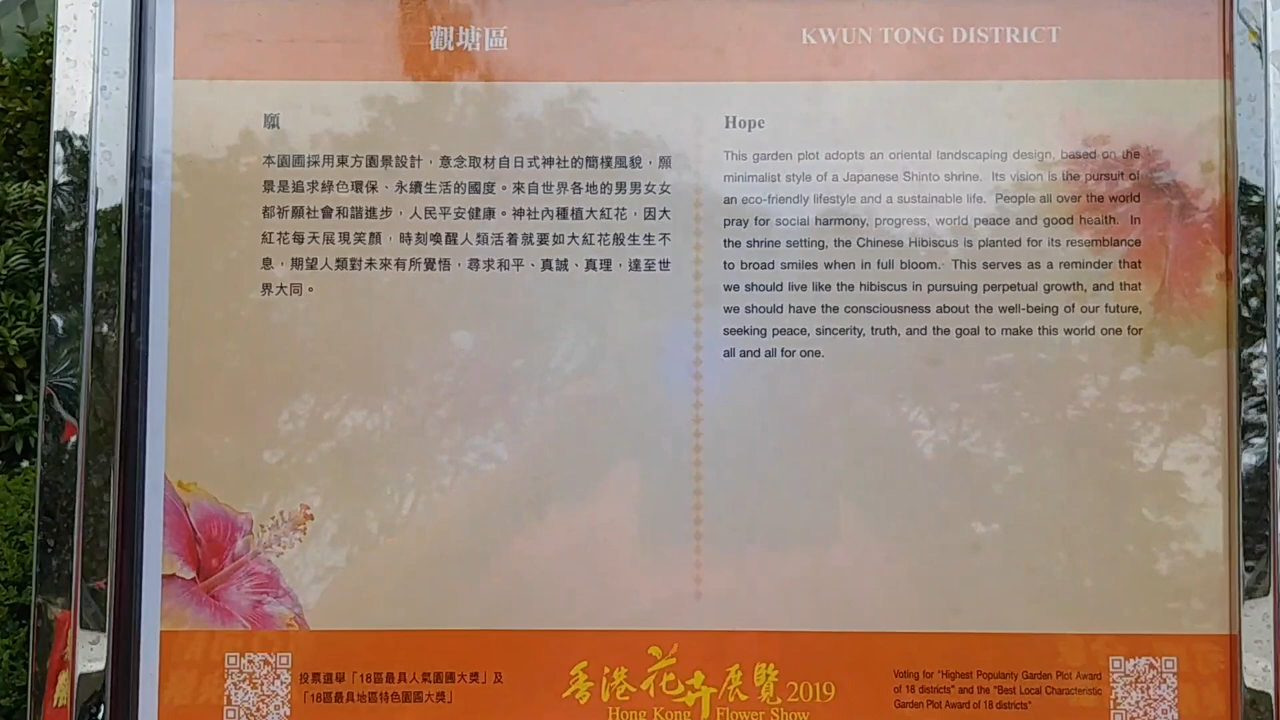 觀塘區
KWUN TONG DISTRICT
願
本園圃採用東方園景設計，意念取材自日式神社的簡樸風貌，願
景是追求綠色環保、永續生活的國度。來自世界各地的男男女女
都祈願社會和諧進步，人民平安健康。神社內種植大紅花，因大
紅花每天展現笑顏，時刻喚醒人類活着就要如大紅花般生生不
息，期望人類對未來有所覺悟，尋求和平、真誠、真理，達至世
界大同。
Hope
This garden plot adopts an oriental landscaping design, based on the
minimalist style of a Japanese Shinto shrine. Its vision is the pursuit of
an eco-friendly lifestyle and a sustainable life. People all over the world
pray for social harmony, progress, world peace and good health. In
the shrine setting, the Chinese Hibiscus is planted for its resemblance
to broad smiles when in full bloom. This serves as a reminder that
we should live like the hibiscus in pursuing perpetual growth, and that
we should have the consciousness about the well-being of our future,
seeking peace, sincerity, truth, and the goal to make this world one for
all and all for one.
投票選舉「18區最具人氣園圃大獎」及
「18區最具地區特色園圃大獎」
香港花卉展覽 2019
Hong Kong Flower Show
Voting for "Highest Popularity Garden Plot Award
of 18 districts" and the "Best Local Characteristic
Garden Plot Award of 18 districts"